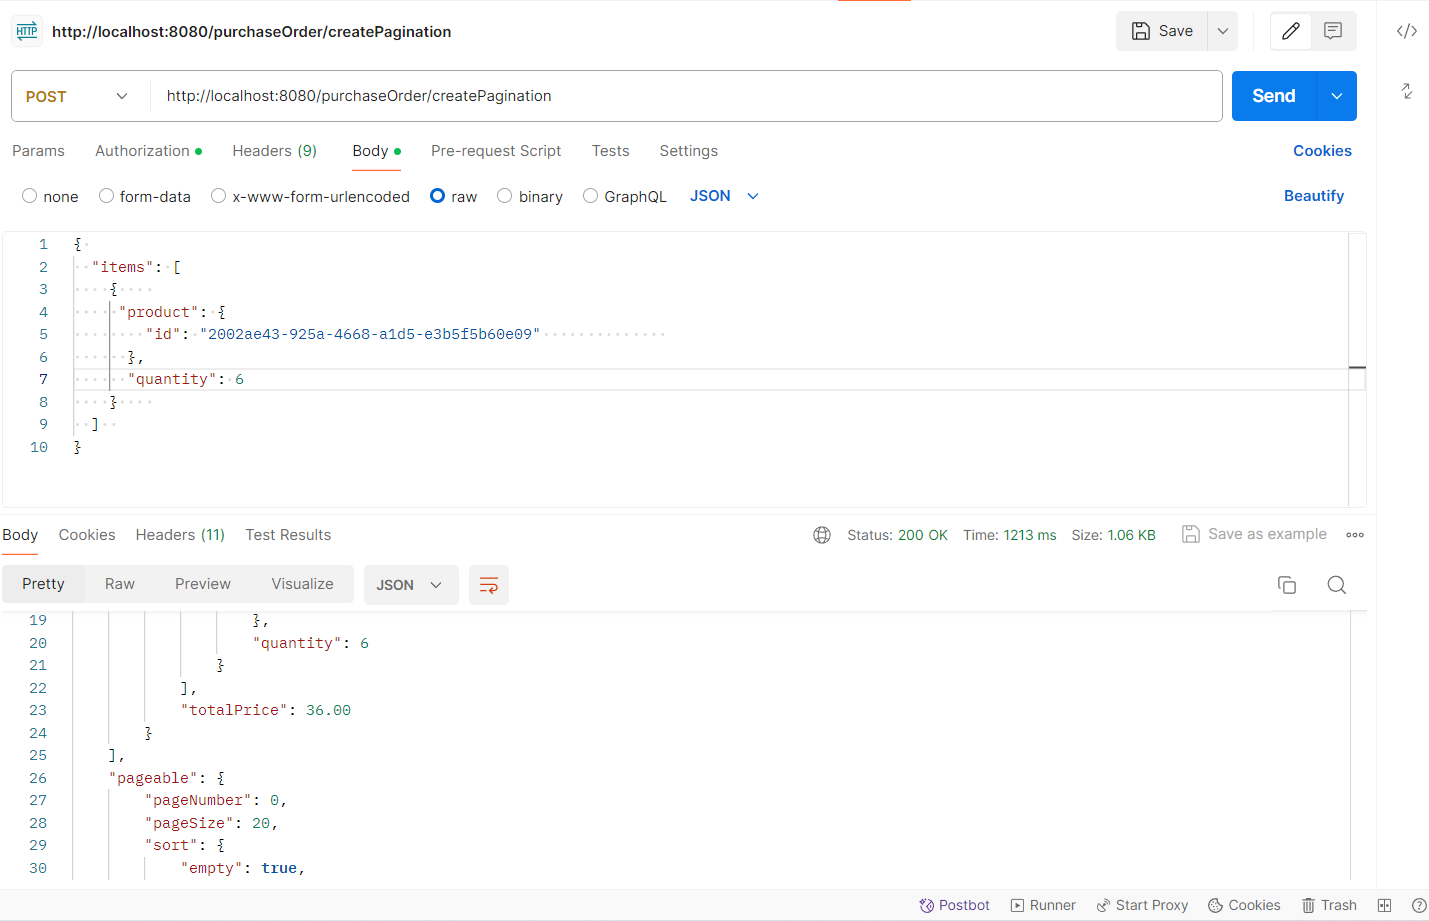 HTTP http://localhost:8080/purchaseOrder/createPagination Save
POST http://localhost:8080/purchaseOrder/createPagination Send
Params Authorization Headers (9) Body Pre-request Script Tests Settings Cookies
none form-data x-www-form-urlencoded raw binary GraphQL JSON Beautify
1 {
2 "items": [
3 {
4 "product": {
5 "id": "2002ae43-925a-4668-a1d5-e3b5f5b60e09"
6 },
7 "quantity": 6
8 }
9 ]
10 }
Body Cookies Headers (11) Test Results Status: 200 OK Time: 1213 ms Size: 1.06 KB Save as example
Pretty Raw Preview Visualize JSON
19 },
20 "quantity": 6
21 }
22 ],
23 "totalPrice": 36.00
24 }
25 ],
26 "pageable": {
27 "pageNumber": 0,
28 "pageSize": 20,
29 "sort": {
30 "empty": true,
Postbot Runner Start Proxy Cookies Trash